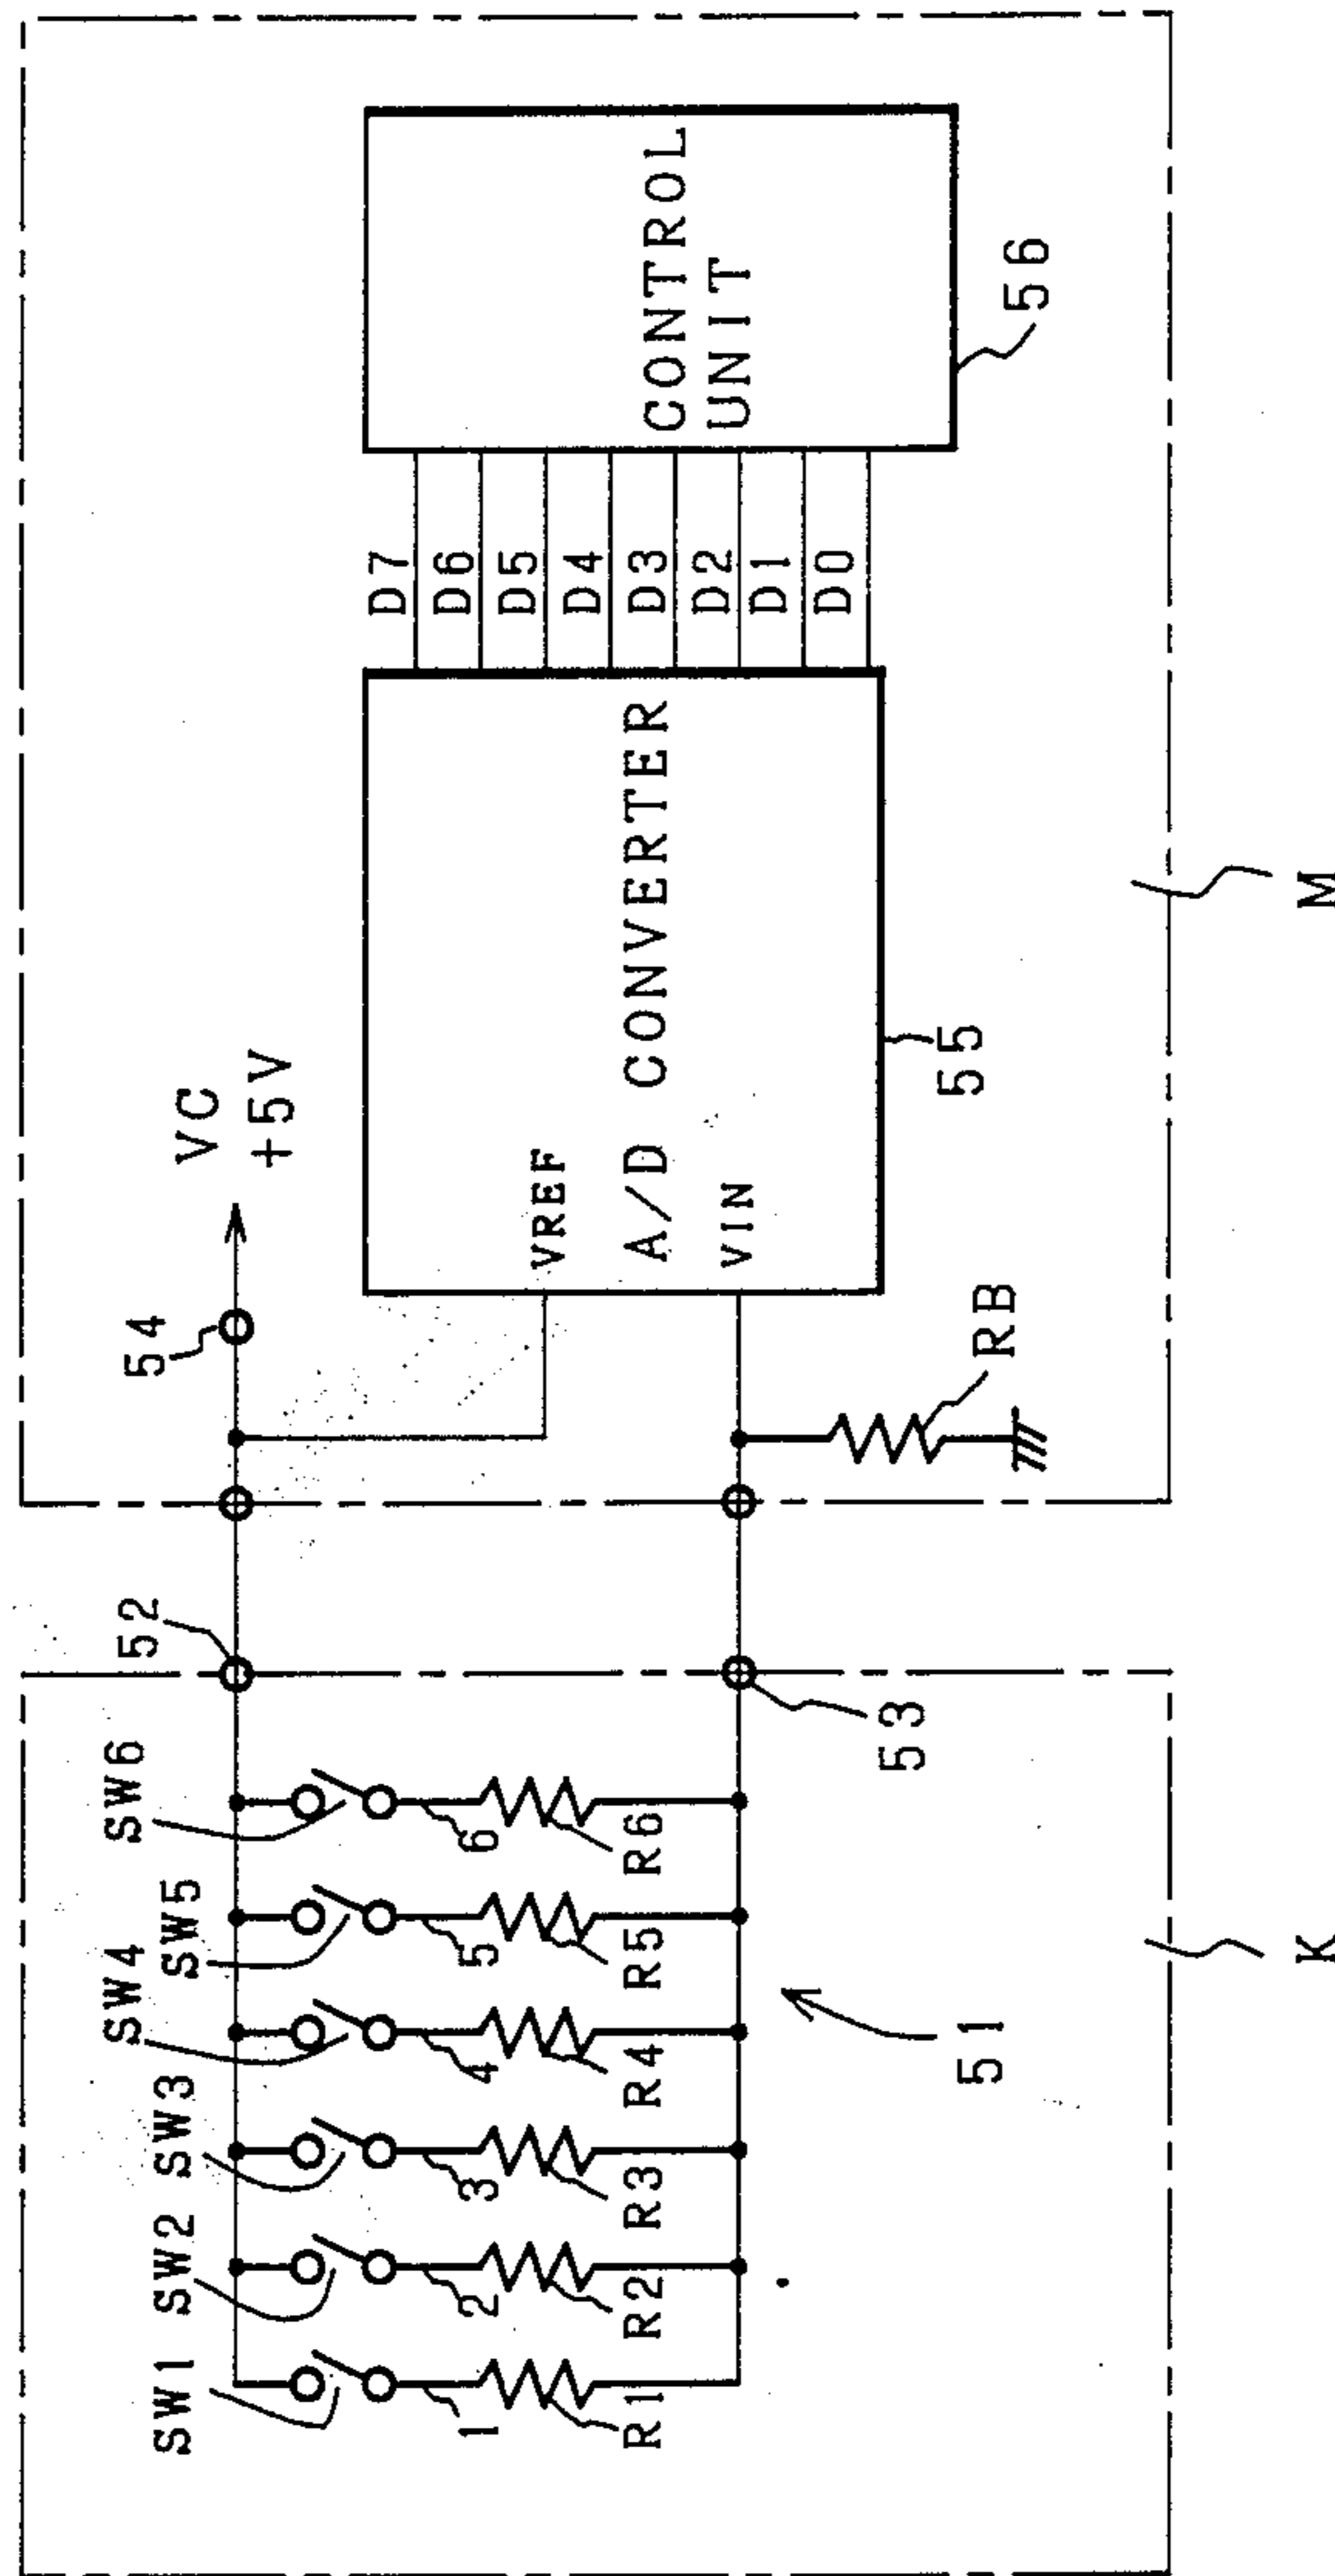 SW1
SW2
SW3
SW4
SW5
SW6
52
54
VC
+5V
1
2
3
4
5
6
R1
R2
R3
R4
R5
R6
51
53
K
RB
VREF
A/D CONVERTER
VIN
55
D7
D6
D5
D4
D3
D2
D1
D0
CONTROL
UNIT
56
M